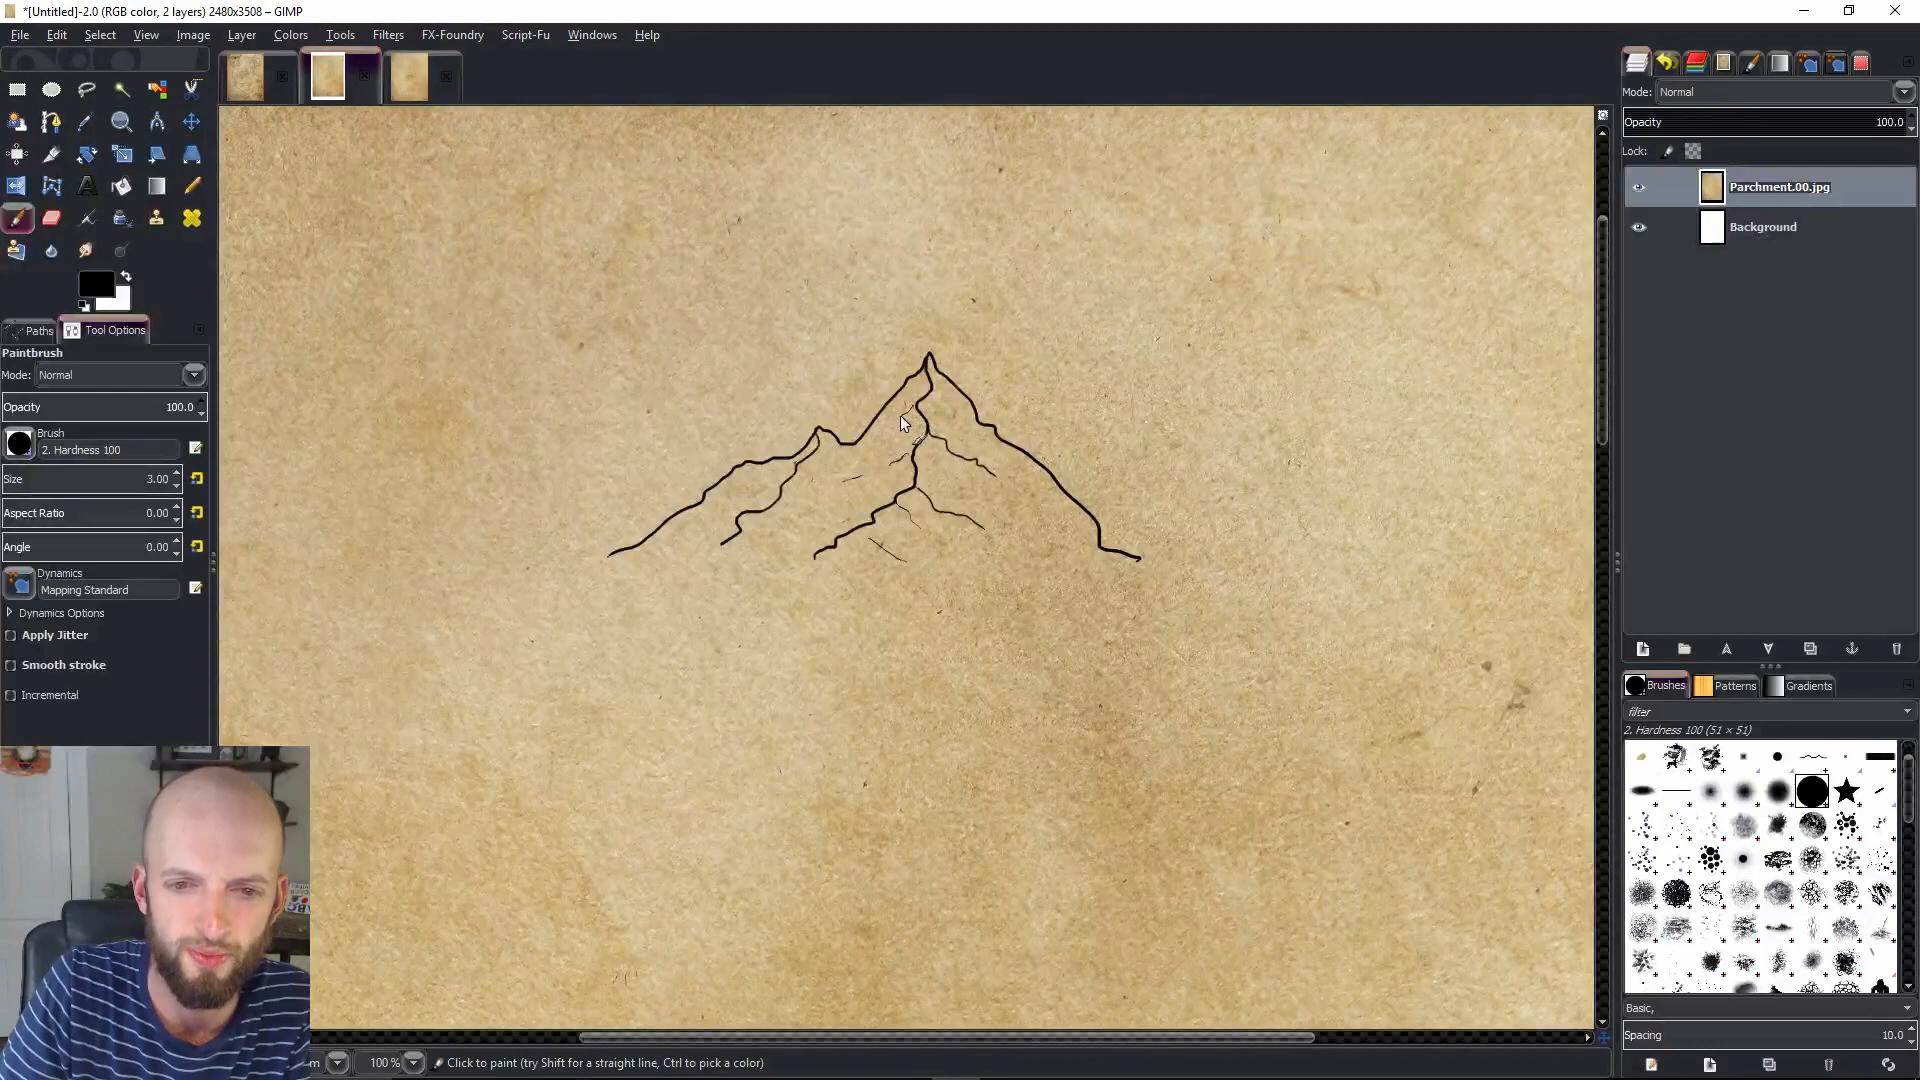 *[Untitled]-2.0 (RGB color, 2 layers) 2480x3508 – GIMP
File Edit Select View Image Layer Colors Tools Filters FX-Foundry Script-Fu Windows Help
Mode: Normal
Opacity 100.0
Lock:
Parchment.00.jpg
Background
Paths Tool Options
Paintbrush
Mode: Normal
Opacity 100.0
Brush
2. Hardness 100
Size 3.00
Aspect Ratio 0.00
Angle 0.00
Dynamics
Mapping Standard
Dynamics Options
Apply Jitter
Smooth stroke
Incremental
Brushes Patterns Gradients
filter
2. Hardness 100 (51 × 51)
Basic,
Spacing 10.0
100 % Click to paint (try Shift for a straight line, Ctrl to pick a color)